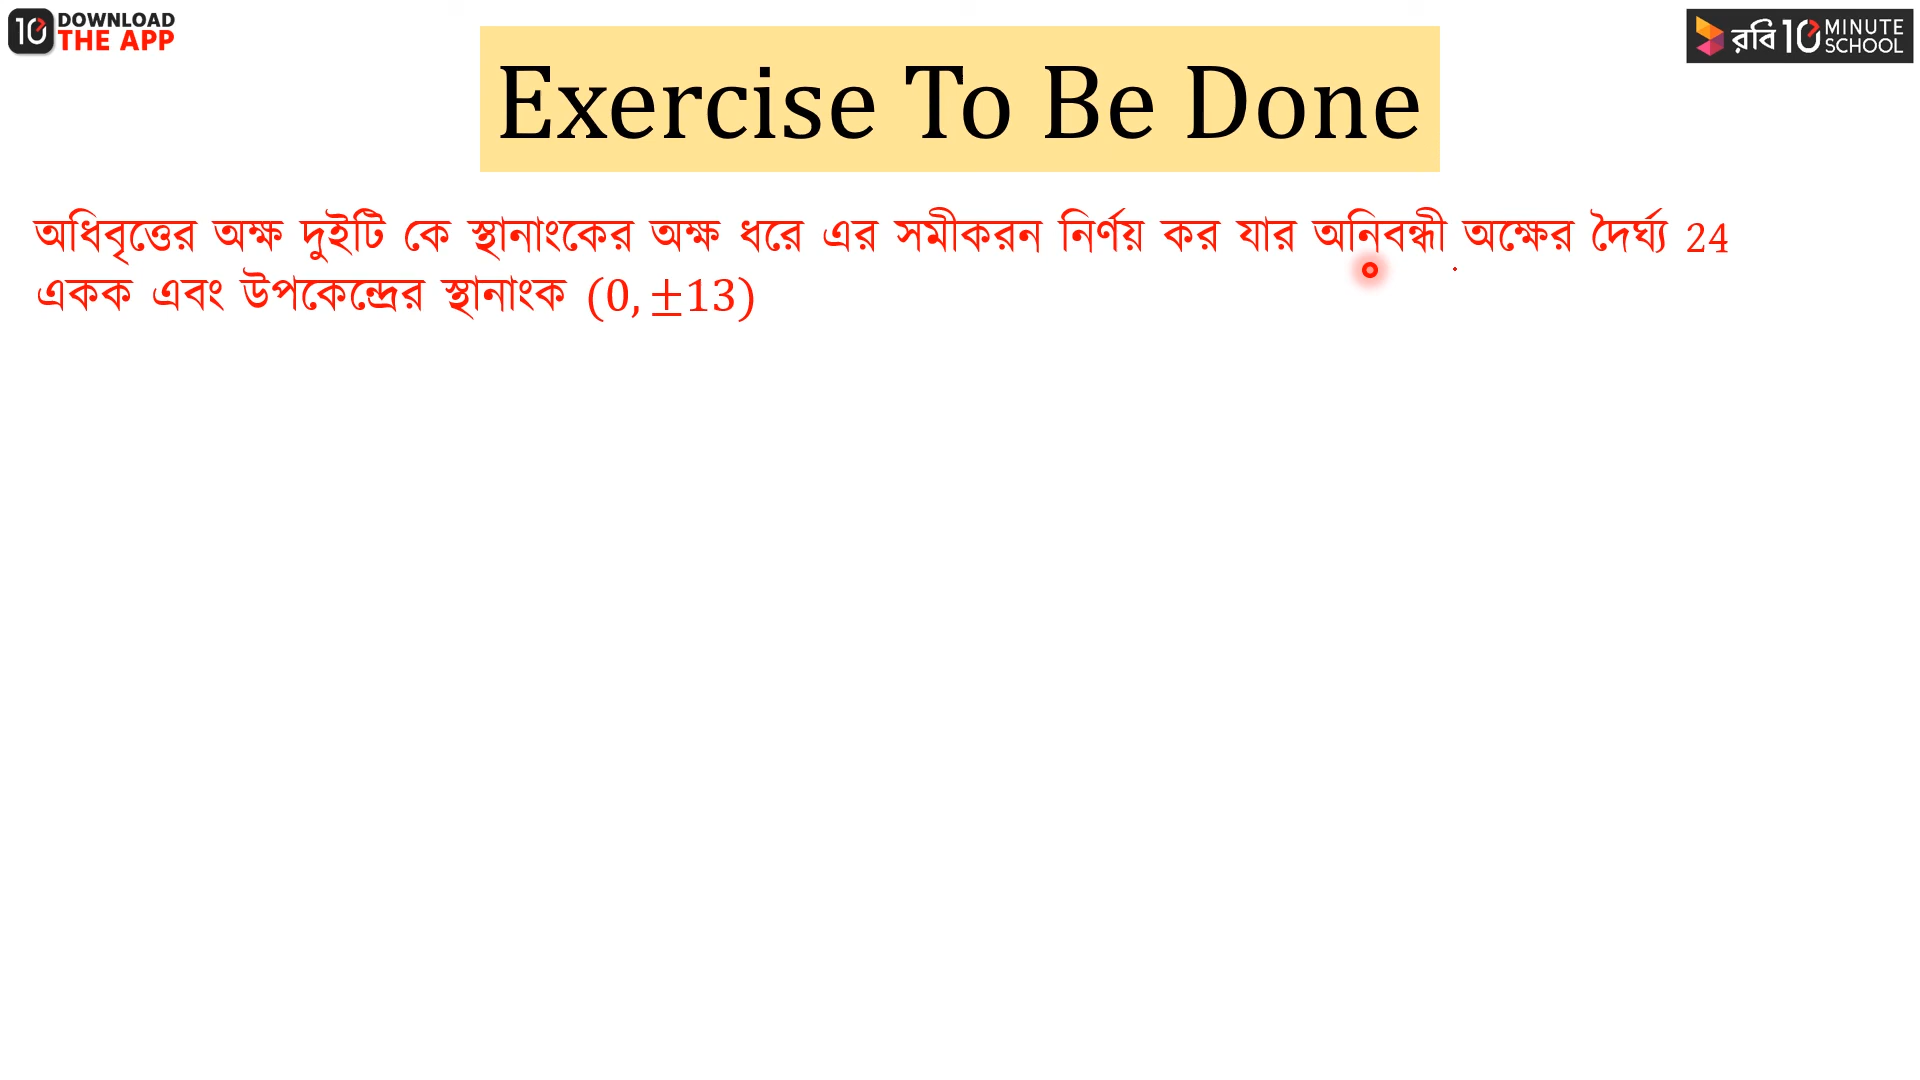 DOWNLOAD
THE APP
রবি 10 MINUTE
SCHOOL
Exercise To Be Done
অধিবৃত্তের অক্ষ দুইটি কে স্থানাংকের অক্ষ ধরে এর সমীকরন নির্ণয় কর যার অনিবন্ধী অক্ষের দৈর্ঘ্য 24
একক এবং উপকেন্দ্রের স্থানাংক (0, ±13)